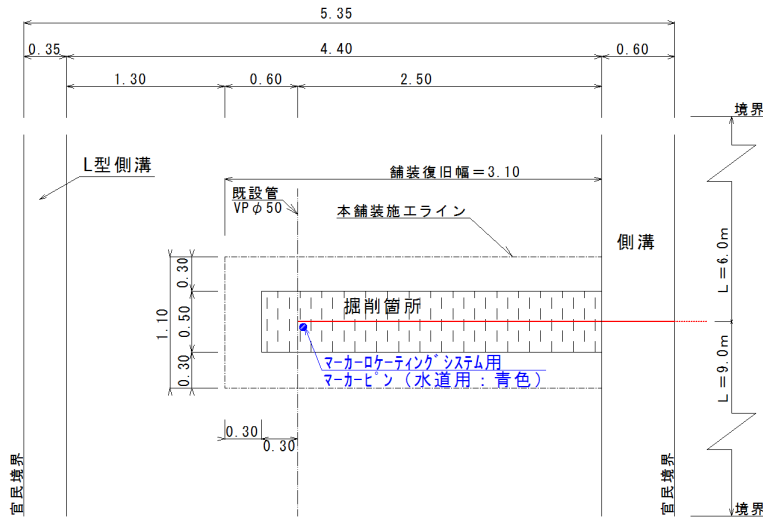 5.35
0.35
4.40
0.60
1.30
0.60
2.50
境界
L型側溝
舗装復旧幅＝3.10
既設管
VPφ50
本舗装施工ライン
側溝
L＝6.0m
0.30
1.10
0.50
掘削箇所
0.30
マーカーロケーティングシステム用
マーカーピン（水道用：青色）
L＝9.0m
0.30
0.30
官民境界
官民境界
境界